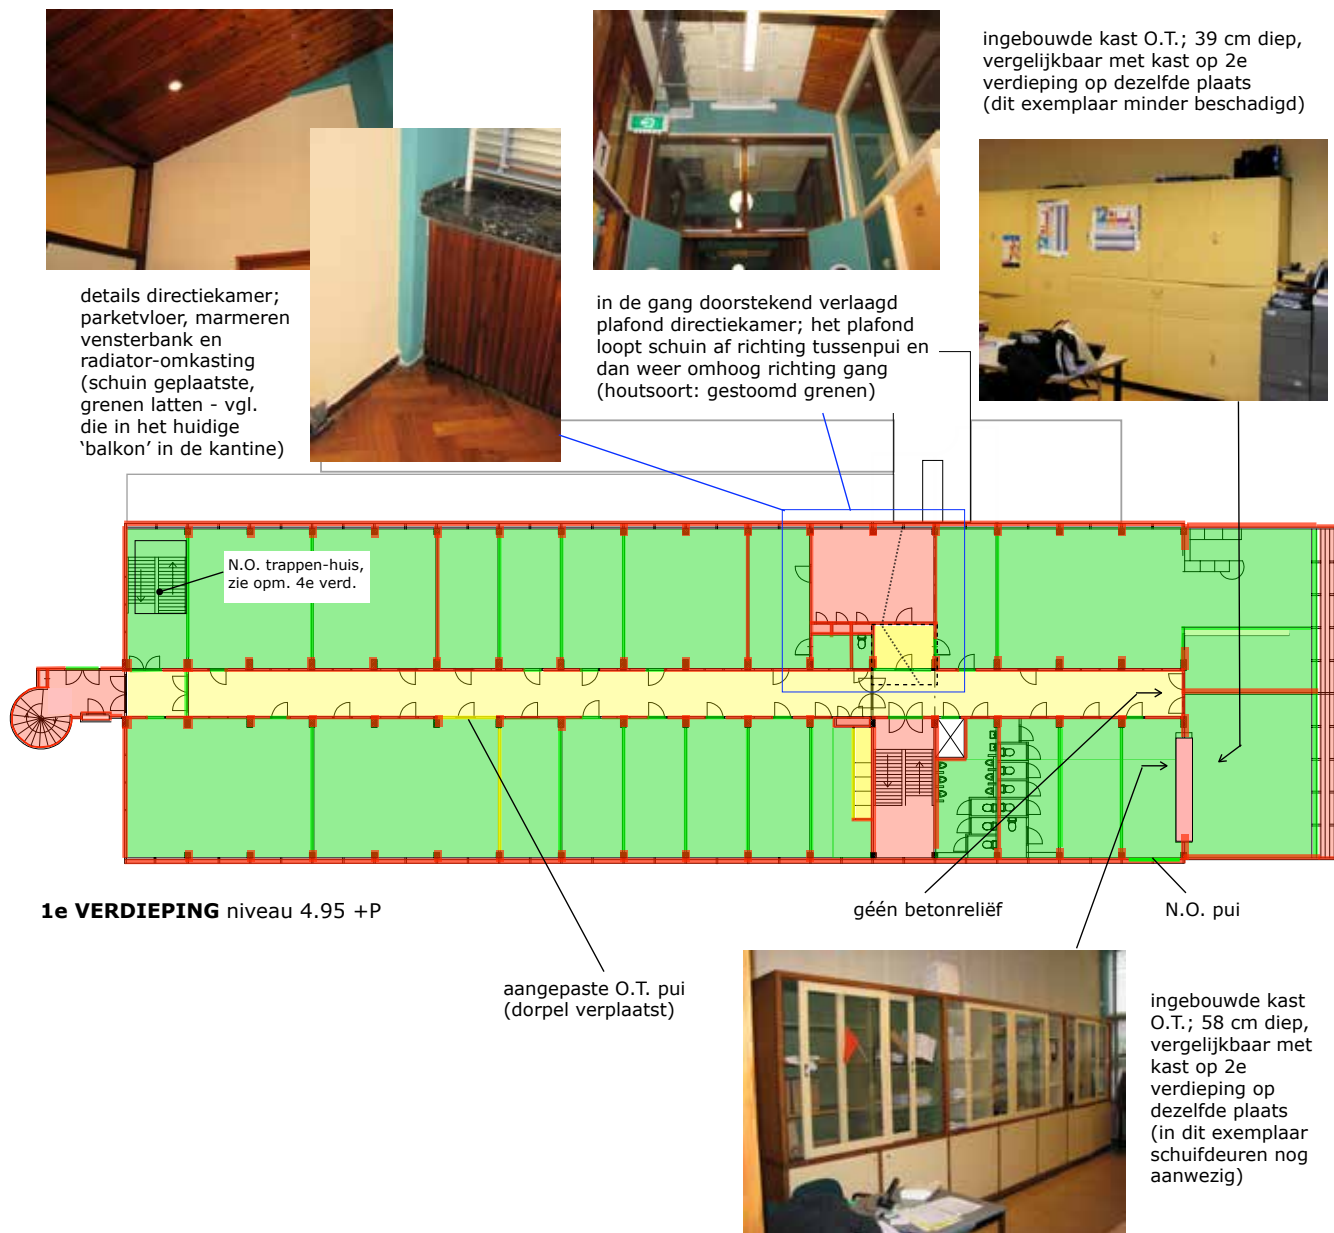 ingebouwde kast O.T.; 39 cm diep,
vergelijkbaar met kast op 2e
verdieping op dezelfde plaats
(dit exemplaar minder beschadigd)
details directiekamer;
parketvloer, marmeren
vensterbank en
radiator-omkasting
(schuin geplaatste,
grenen latten - vgl.
die in het huidige
‘balkon’ in de kantine)
in de gang doorstekend verlaagd
plafond directiekamer; het plafond
loopt schuin af richting tussenpui en
dan weer omhoog richting gang
(houtsoort: gestoomd grenen)
N.O. trappen-huis,
zie opm. 4e verd.
1e VERDIEPING niveau 4.95 +P
géén betonreliëf
N.O. pui
aangepaste O.T. pui
(dorpel verplaatst)
ingebouwde kast
O.T.; 58 cm diep,
vergelijkbaar met
kast op 2e
verdieping op
dezelfde plaats
(in dit exemplaar
schuifdeuren nog
aanwezig)